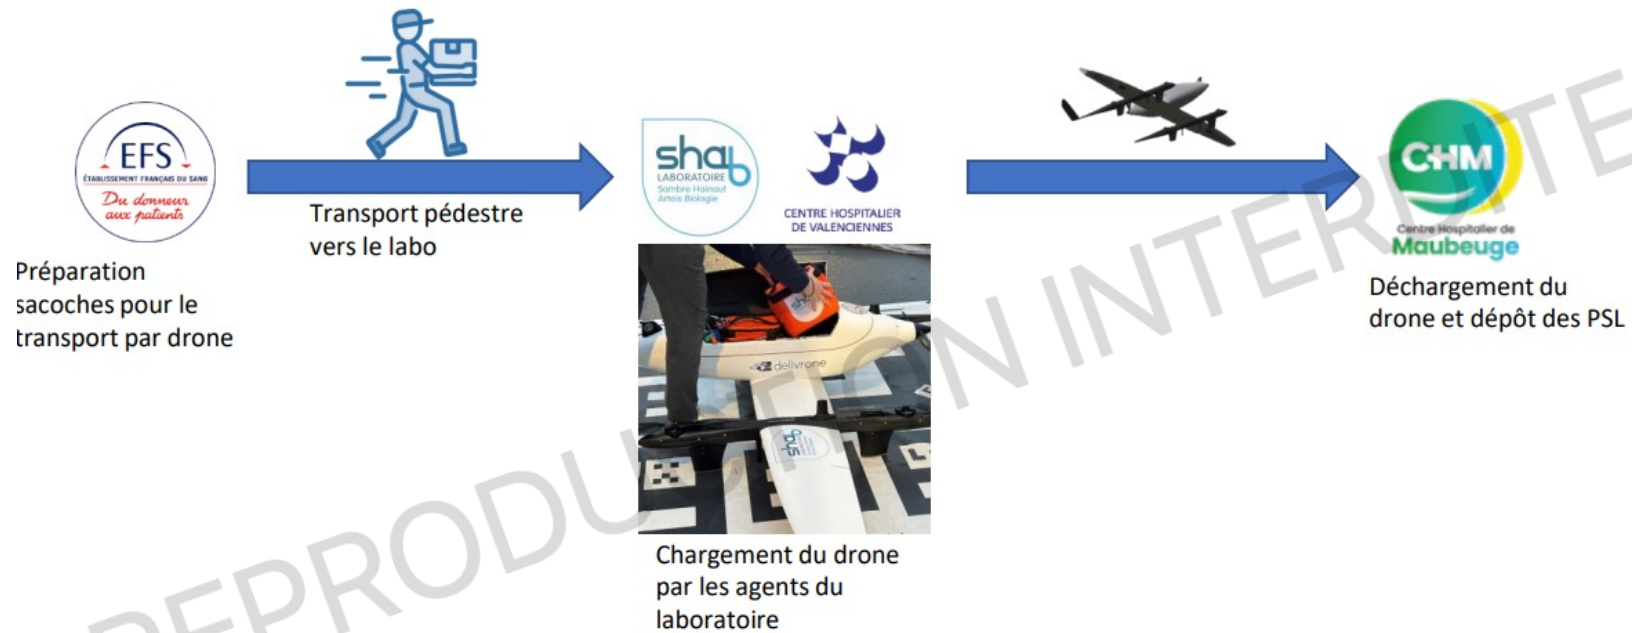 EFS
ÉTABLISSEMENT FRANÇAIS DU SANG
Du donneur
aux patients
Préparation
sacoches pour le
transport par drone
Transport pédestre
vers le labo
shab
LABORATOIRE
Sambre Hainaut
Artois Biologie
CENTRE HOSPITALIER
DE VALENCIENNES
delivrone
shab
Chargement du drone
par les agents du
laboratoire
CHM
Centre Hospitalier de
Maubeuge
Déchargement du
drone et dépôt des PSL
REPRODUCTION INTERDITE